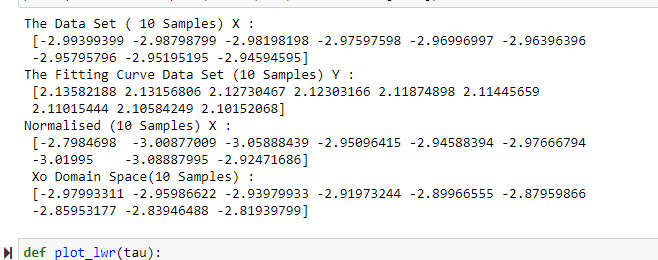 The Data Set ( 10 Samples) X :
[-2.99399399 -2.98798799 -2.98198198 -2.97597598 -2.96996997 -2.96396396
-2.95795796 -2.95195195 -2.94594595]
The Fitting Curve Data Set (10 Samples) Y :
[2.13582188 2.13156806 2.12730467 2.12303166 2.11874898 2.11445659
2.11015444 2.10584249 2.10152068]
Normalised (10 Samples) X :
[-2.7984698 -3.00877009 -3.05888439 -2.95096415 -2.94588394 -2.97666794
-3.01995 -3.08887995 -2.92471686]
Xo Domain Space(10 Samples) :
[-2.97993311 -2.95986622 -2.93979933 -2.91973244 -2.89966555 -2.87959866
-2.85953177 -2.83946488 -2.81939799]
def plot_lwr(tau):